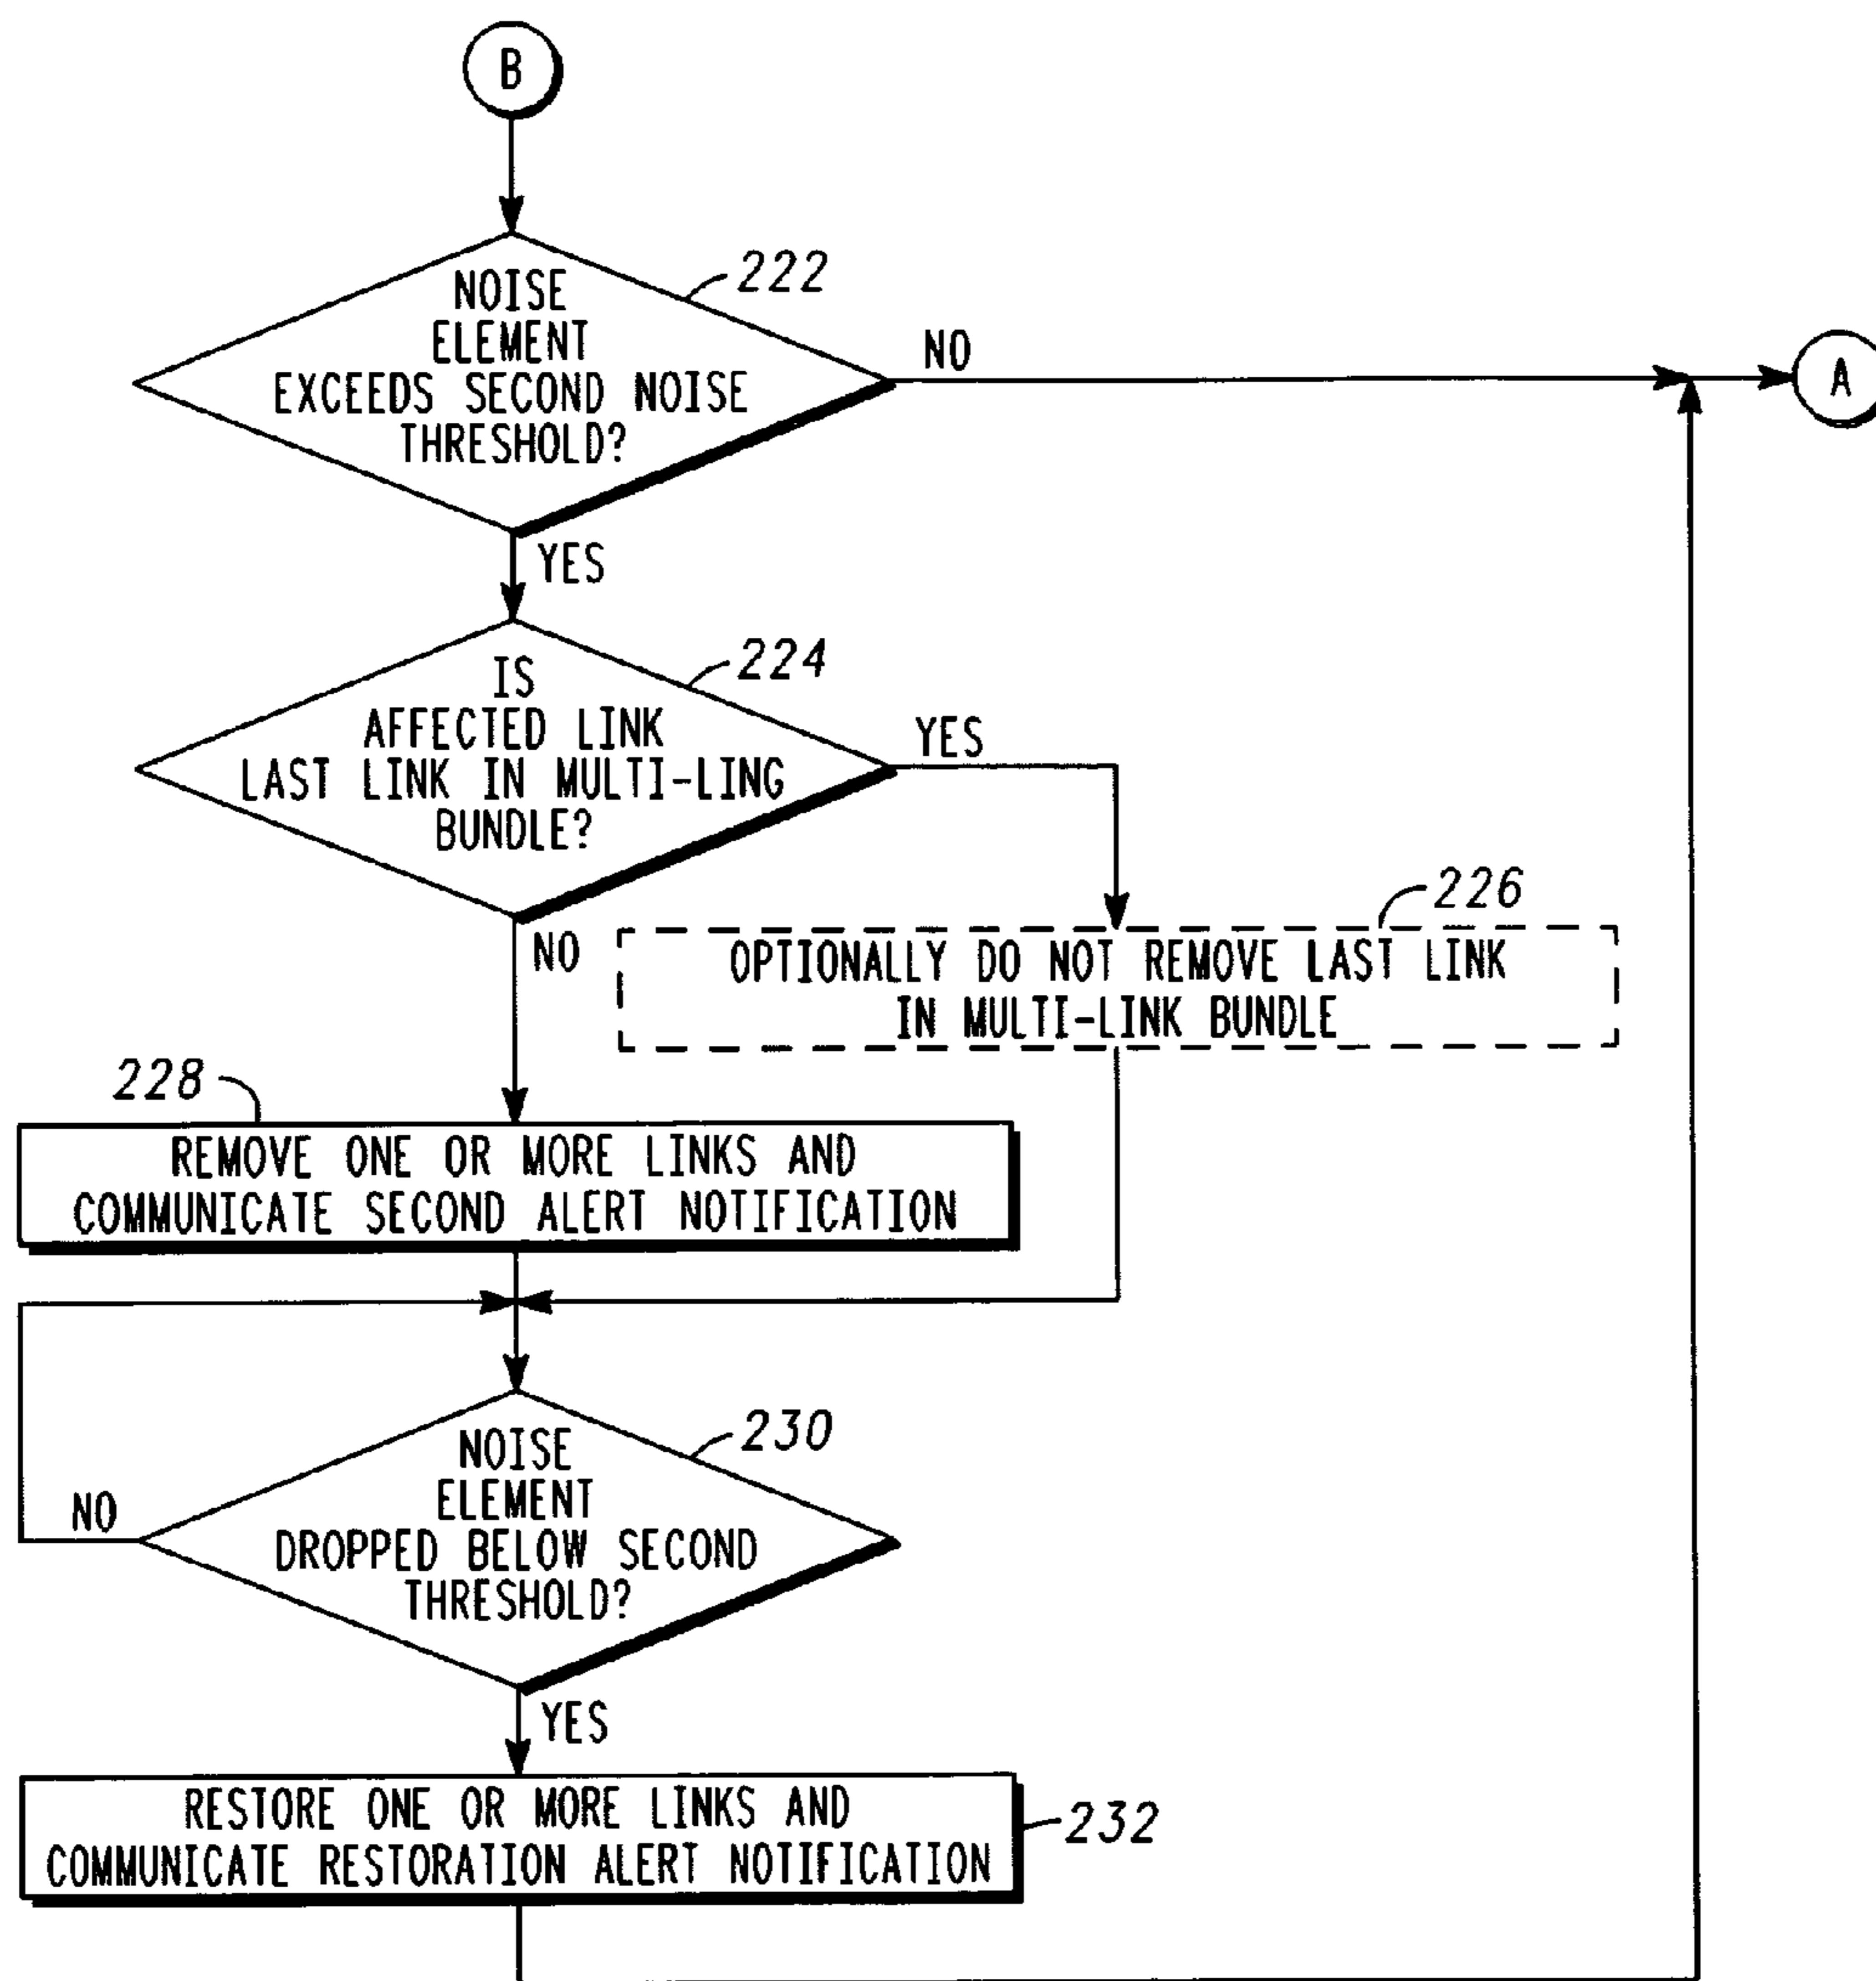 B
NOISE
ELEMENT
EXCEEDS SECOND NOISE
THRESHOLD?
222
NO
A
YES
IS
AFFECTED LINK
LAST LINK IN MULTI-LING
BUNDLE?
224
YES
NO
226
OPTIONALLY DO NOT REMOVE LAST LINK
IN MULTI-LINK BUNDLE
228
REMOVE ONE OR MORE LINKS AND
COMMUNICATE SECOND ALERT NOTIFICATION
NOISE
ELEMENT
DROPPED BELOW SECOND
THRESHOLD?
230
NO
YES
RESTORE ONE OR MORE LINKS AND
COMMUNICATE RESTORATION ALERT NOTIFICATION
232